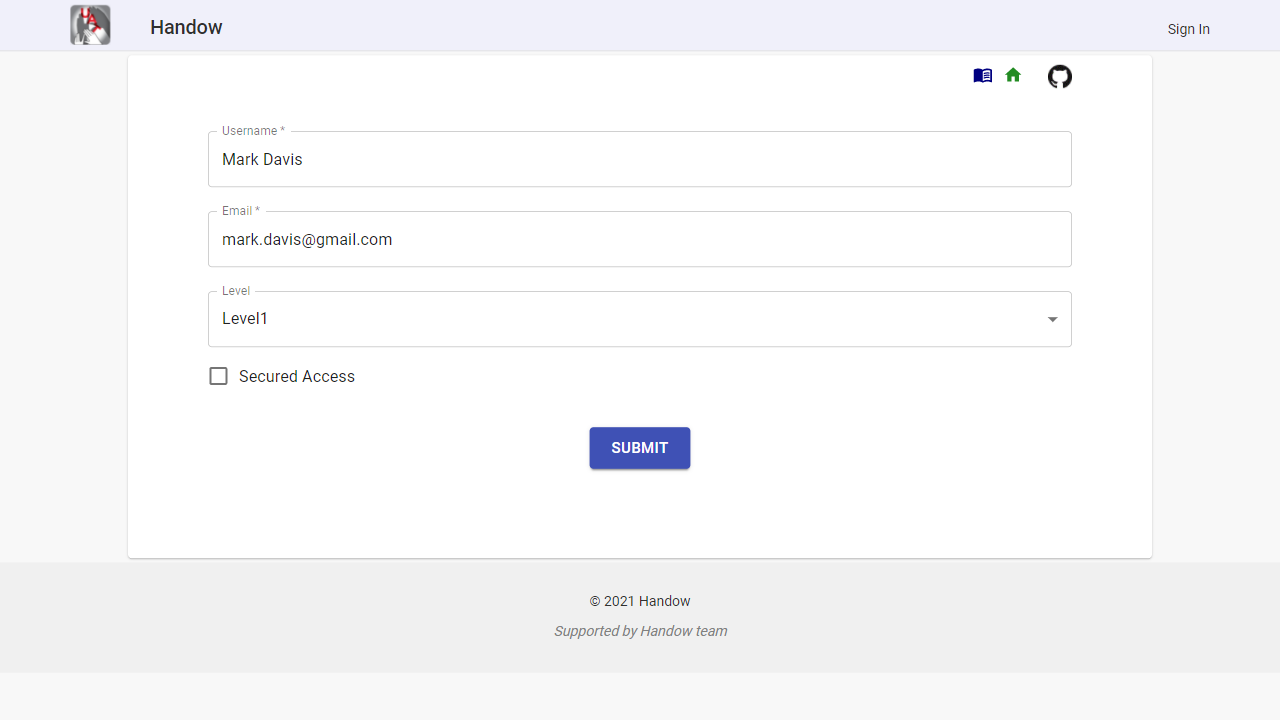 Handow
Sign In
Username *
Mark Davis
Email *
mark.davis@gmail.com
Level
Level1
Secured Access
SUBMIT
© 2021 Handow
Supported by Handow team